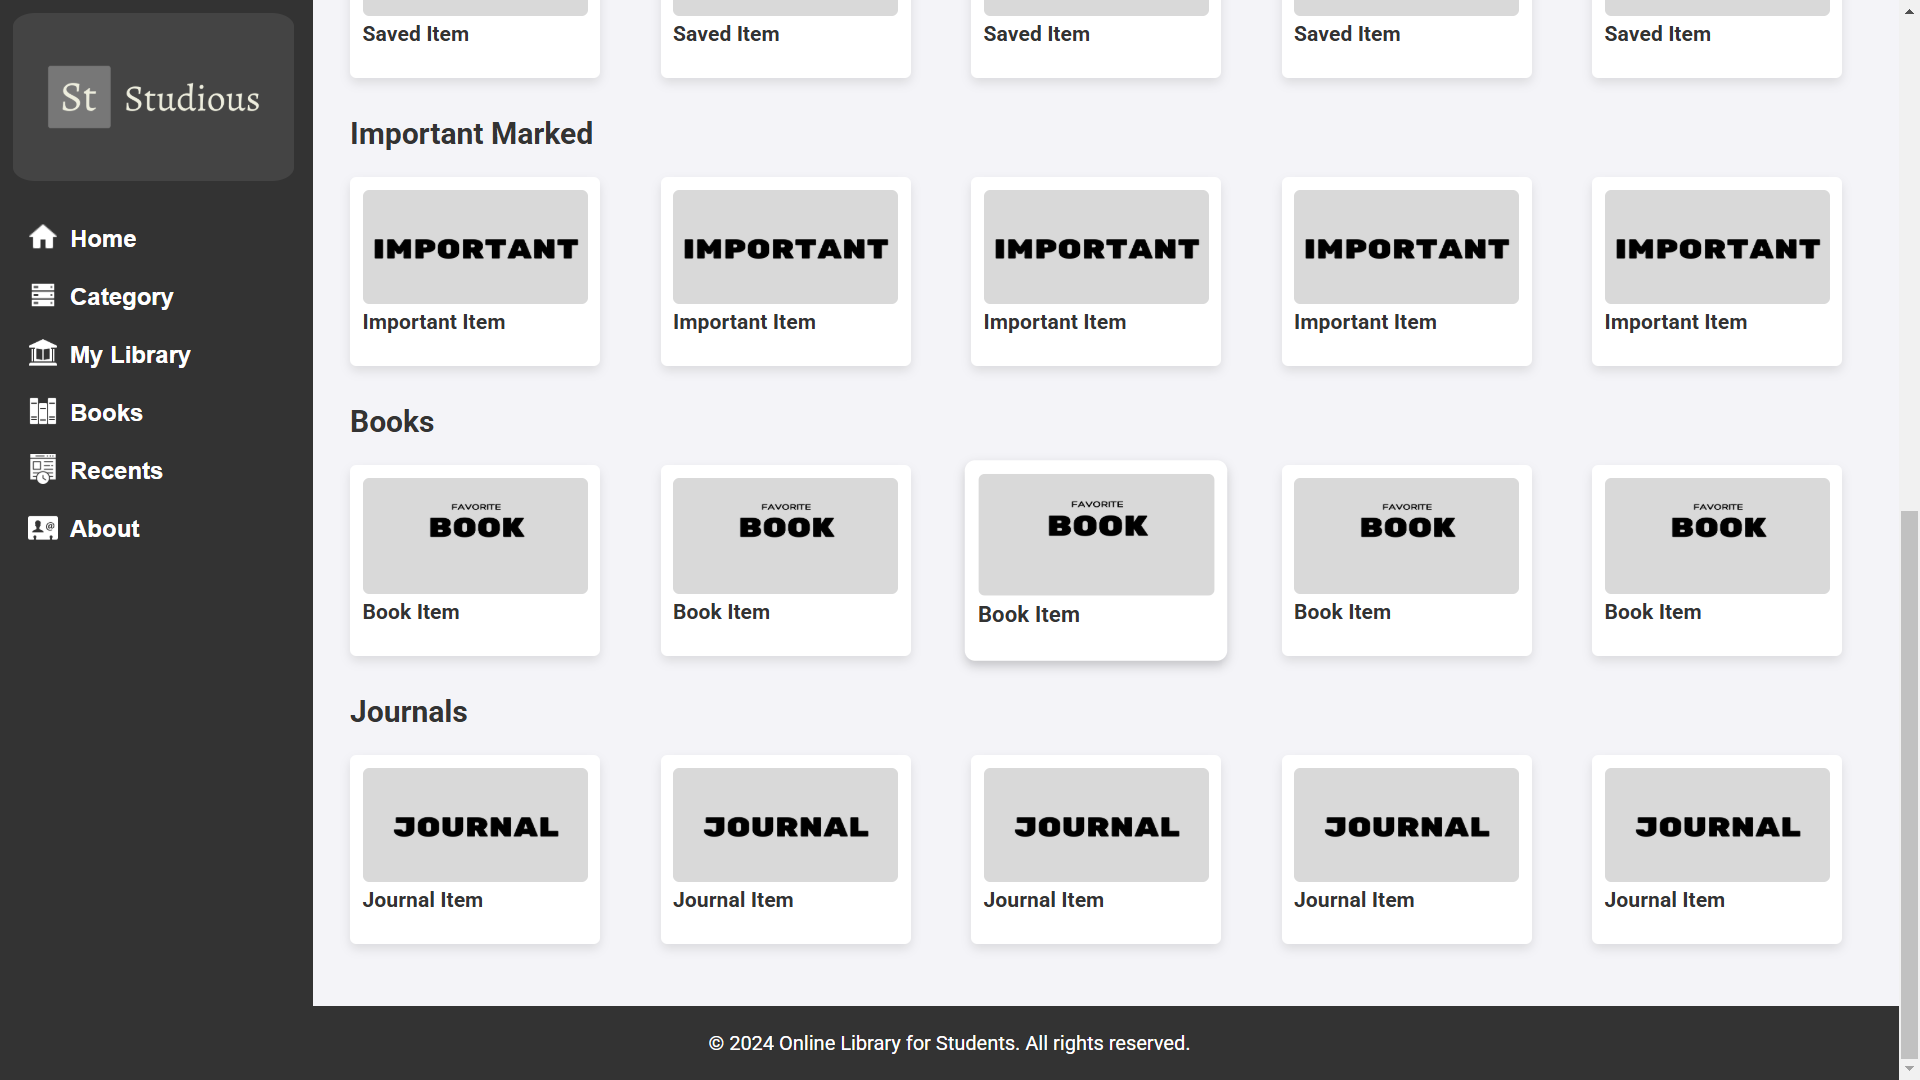 St Studious
Home
Category
My Library
Books
Recents
About
Saved Item Saved Item Saved Item Saved Item Saved Item
Important Marked
IMPORTANT IMPORTANT IMPORTANT IMPORTANT IMPORTANT
Important Item Important Item Important Item Important Item Important Item
Books
FAVORITE FAVORITE FAVORITE FAVORITE FAVORITE
BOOK BOOK BOOK BOOK BOOK
Book Item Book Item Book Item Book Item Book Item
Journals
JOURNAL JOURNAL JOURNAL JOURNAL JOURNAL
Journal Item Journal Item Journal Item Journal Item Journal Item
© 2024 Online Library for Students. All rights reserved.